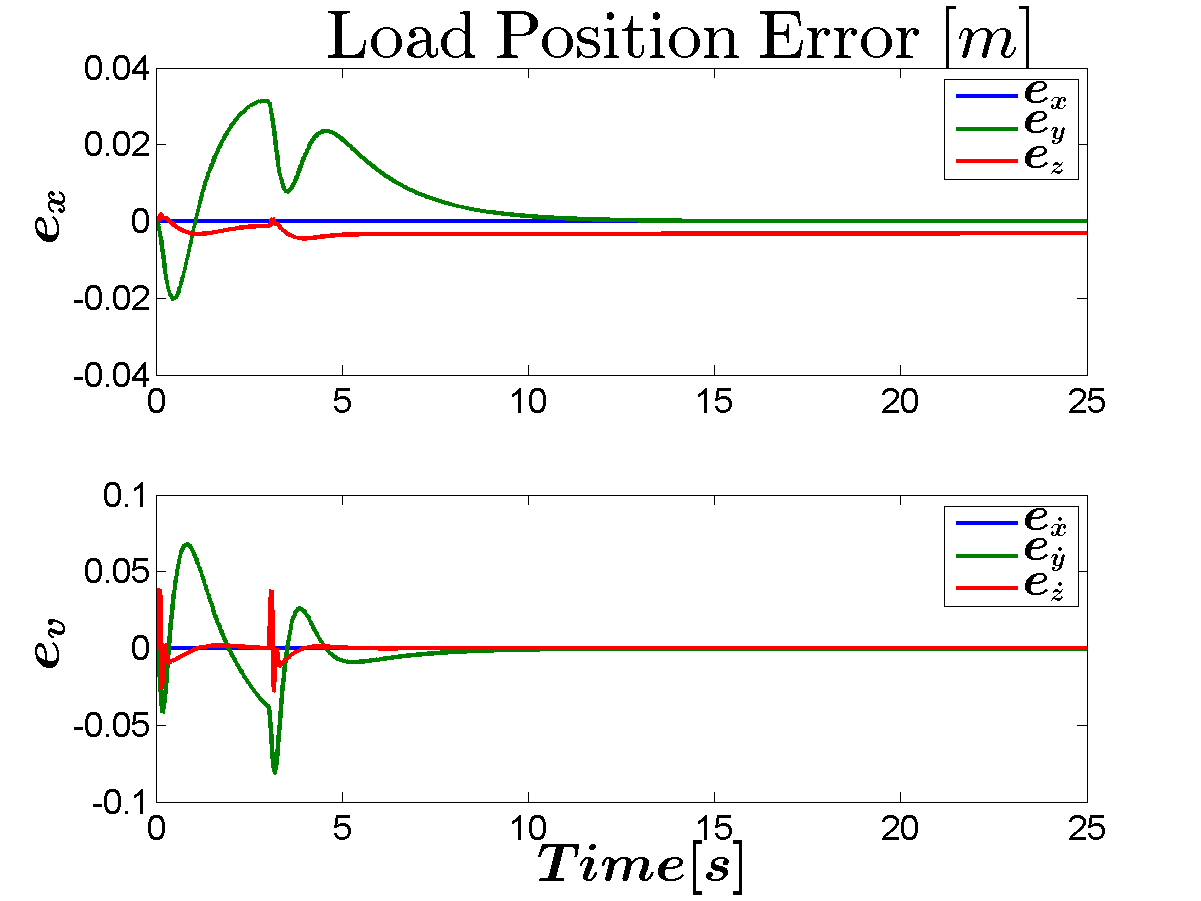 Load Position Error [m]
0.04
0.02
0
-0.02
-0.04
e_x
0 5 10 15 20 25
e_x
e_y
e_z
0.1
0.05
0
-0.05
-0.1
e_v
0 5 10 15 20 25
e_ẋ
e_ẏ
e_ż
Time[s]